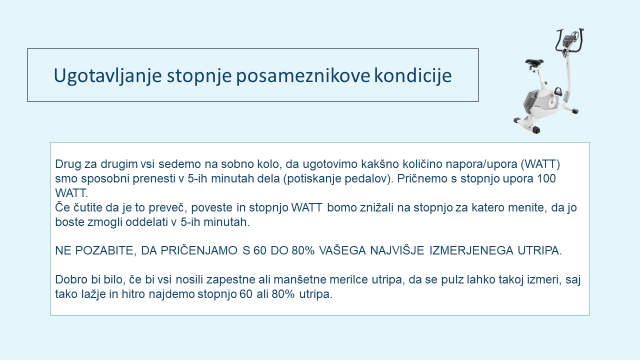 Ugotavljanje stopnje posameznikove kondicije
Drug za drugim vsi sedemo na sobno kolo, da ugotovimo kakšno količino napora/upora (WATT)
smo sposobni prenesti v 5-ih minutah dela (potiskanje pedalov). Pričnemo s stopnjo upora 100
WATT.
Če čutite da je to preveč, poveste in stopnjo WATT bomo znižali na stopnjo za katero menite, da jo
boste zmogli oddelati v 5-ih minutah.
NE POZABITE, DA PRIČENJAMO S 60 DO 80% VAŠEGA NAJVIŠJE IZMERJENEGA UTRIPA.
Dobro bi bilo, če bi vsi nosili zapestne ali manšetne merilce utripa, da se pulz lahko takoj izmeri, saj
tako lažje in hitro najdemo stopnjo 60 ali 80% utripa.